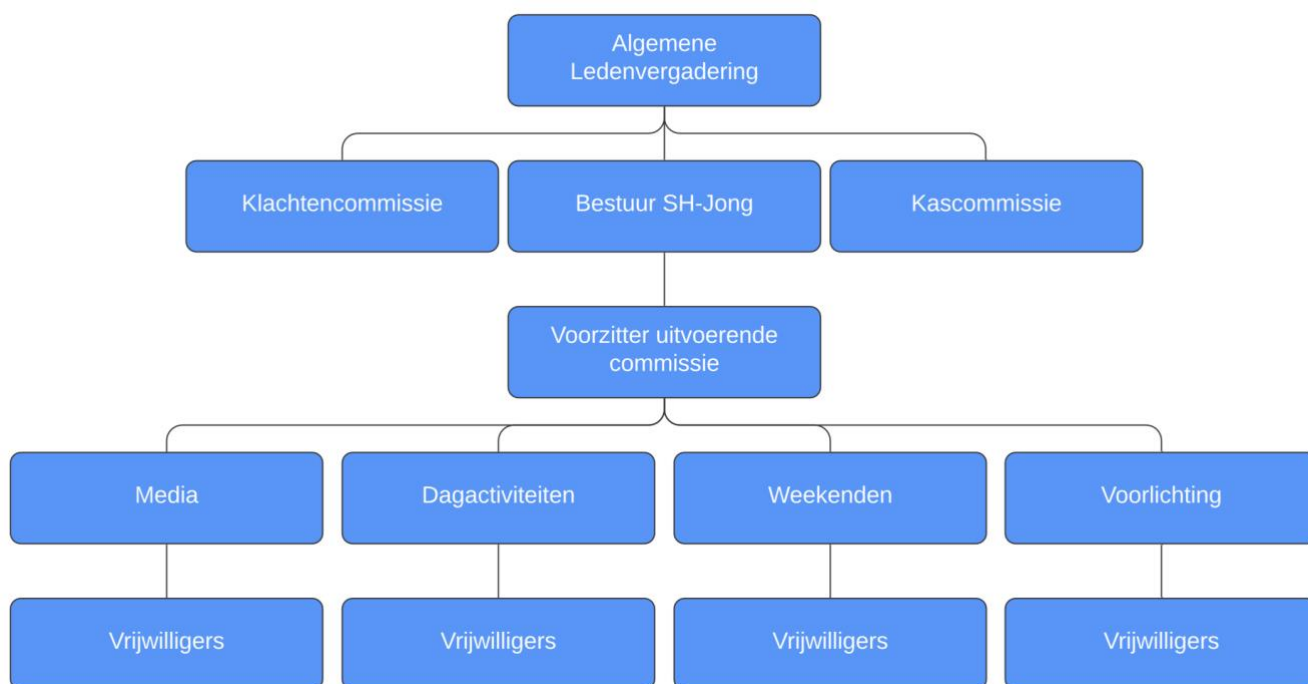 Algemene
Ledenvergadering
Klachtencommissie
Bestuur SH-Jong
Kascommissie
Voorzitter uitvoerende
commissie
Media
Dagactiviteiten
Weekenden
Voorlichting
Vrijwilligers
Vrijwilligers
Vrijwilligers
Vrijwilligers